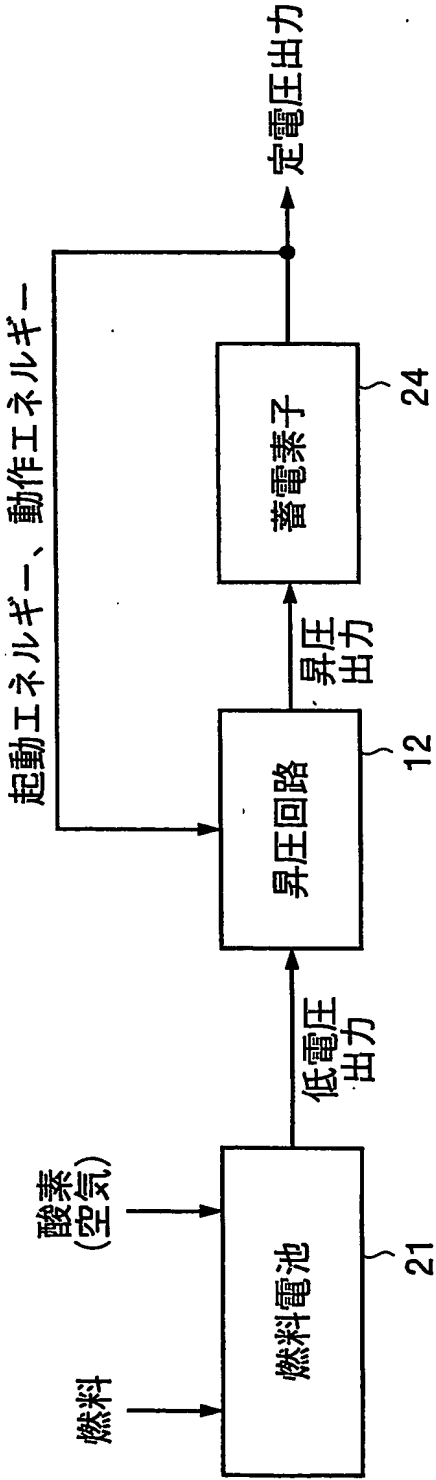 起動エネルギー、動作エネルギー
燃料
酸素
(空気)
燃料電池
21
低電圧
出力
昇圧回路
12
昇圧
出力
蓄電素子
24
定電圧出力